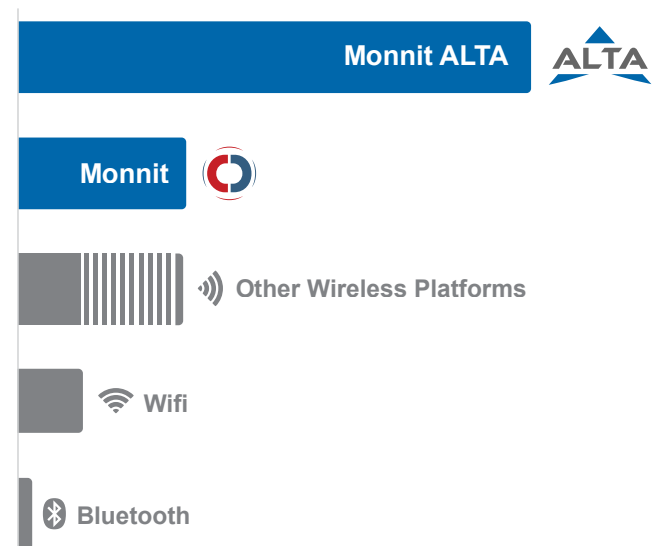 Monnit ALTA
ALTA
Monnit
Other Wireless Platforms
Wifi
Bluetooth